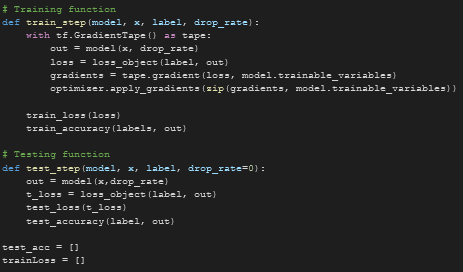 # Training function
def train_step(model, x, label, drop_rate):
    with tf.GradientTape() as tape:
        out = model(x, drop_rate)
        loss = loss_object(label, out)
        gradients = tape.gradient(loss, model.trainable_variables)
        optimizer.apply_gradients(zip(gradients, model.trainable_variables))
    train_loss(loss)
    train_accuracy(labels, out)
# Testing function
def test_step(model, x, label, drop_rate=0):
    out = model(x,drop_rate)
    t_loss = loss_object(label, out)
    test_loss(t_loss)
    test_accuracy(label, out)
test_acc = []
trainLoss = []